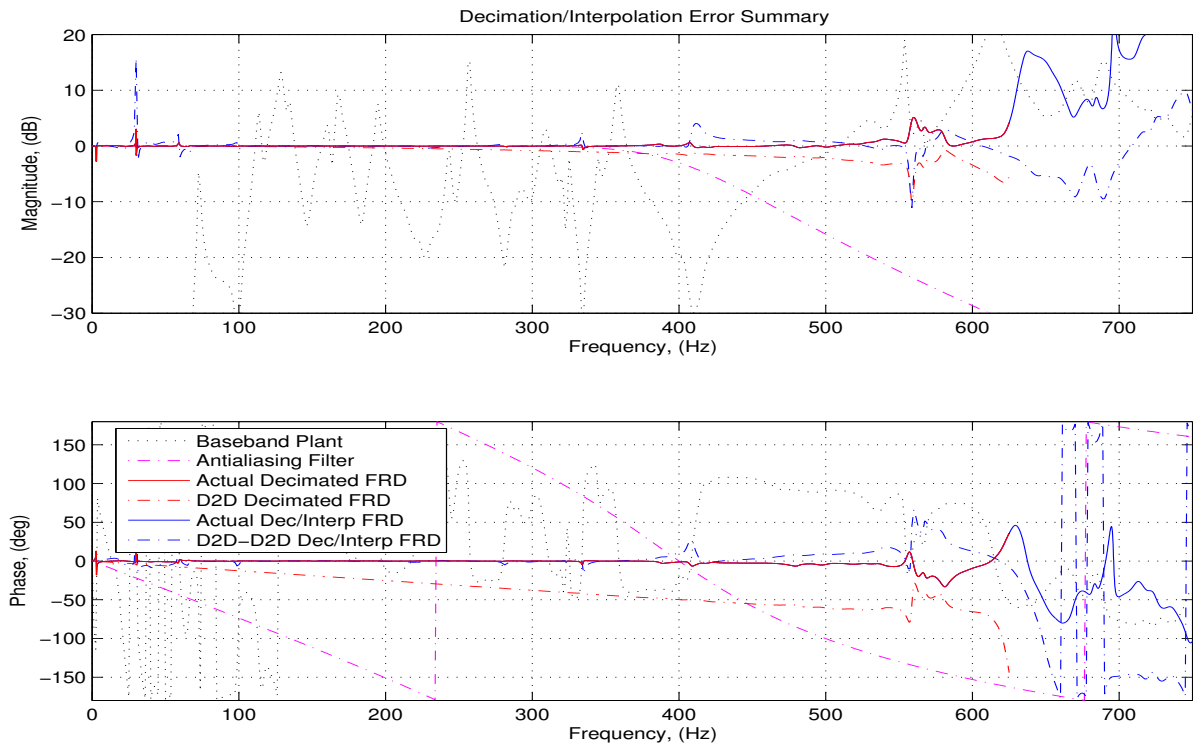 Decimation/Interpolation Error Summary
20
10
0
−10
−20
−30
Magnitude, (dB)
0 100 200 300 400 500 600 700
Frequency, (Hz)
150
100
50
0
−50
−100
−150
Phase, (deg)
Baseband Plant
Antialiasing Filter
Actual Decimated FRD
D2D Decimated FRD
Actual Dec/Interp FRD
D2D−D2D Dec/Interp FRD
0 100 200 300 400 500 600 700
Frequency, (Hz)